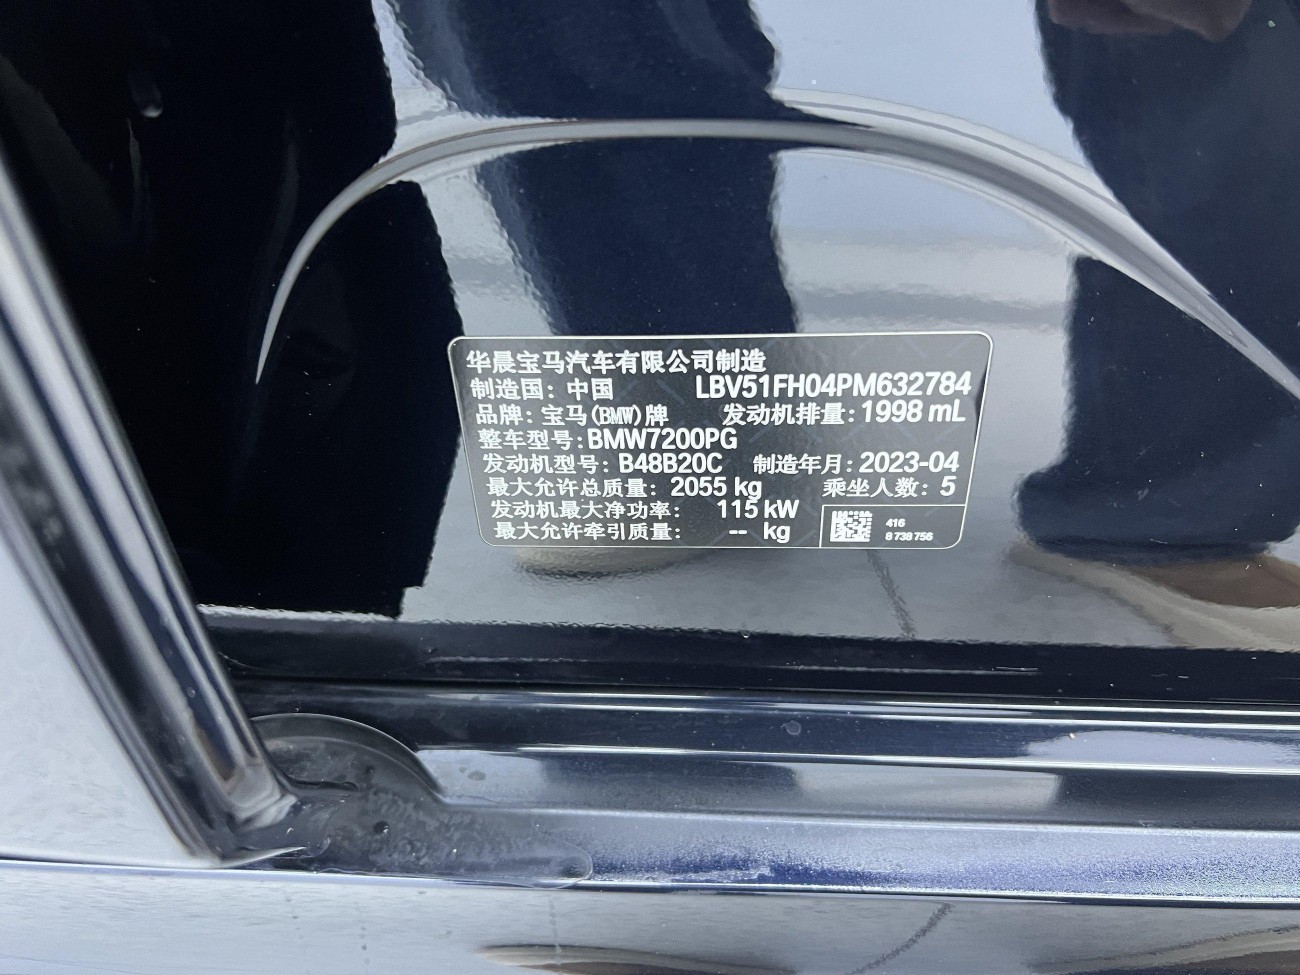 华晨宝马汽车有限公司制造
制造国: 中国 LBV51FH04PM632784
品牌: 宝马(BMW)牌 发动机排量: 1998 mL
整车型号: BMW7200PG
发动机型号: B48B20C 制造年月: 2023-04
最大允许总质量: 2055 kg 乘坐人数: 5
发动机最大净功率: 115 kW
最大允许牵引质量: -- kg
416
8 738 756